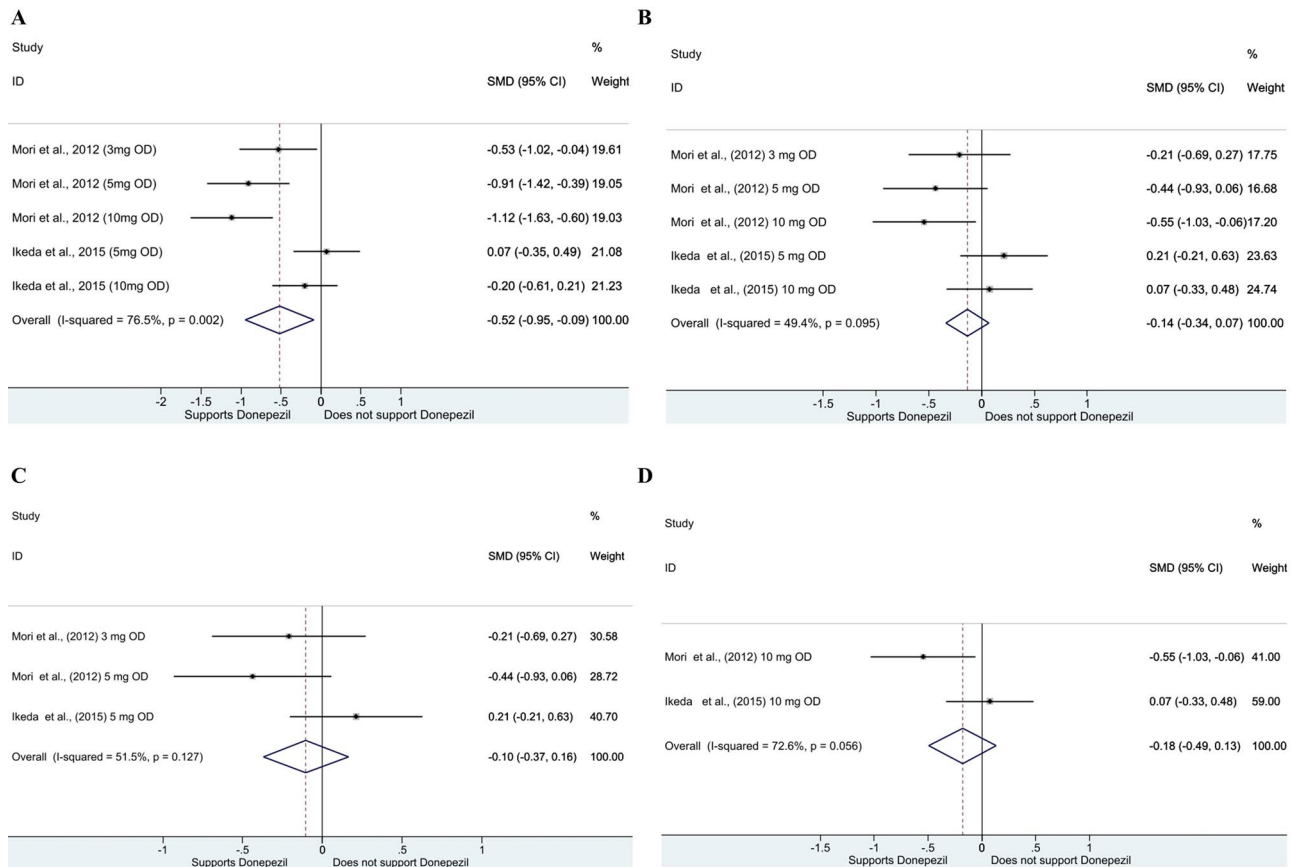 A
Study %
ID SMD (95% CI) Weight
Mori et al., 2012 (3mg OD) -0.53 (-1.02, -0.04) 19.61
Mori et al., 2012 (5mg OD) -0.91 (-1.42, -0.39) 19.05
Mori et al., 2012 (10mg OD) -1.12 (-1.63, -0.60) 19.03
Ikeda et al., 2015 (5mg OD) 0.07 (-0.35, 0.49) 21.08
Ikeda et al., 2015 (10mg OD) -0.20 (-0.61, 0.21) 21.23
Overall (I-squared = 76.5%, p = 0.002) -0.52 (-0.95, -0.09) 100.00
-2 -1.5 -1 -.5 0 .5 1
Supports Donepezil Does not support Donepezil
B
Study %
ID SMD (95% CI) Weight
Mori et al., (2012) 3 mg OD -0.21 (-0.69, 0.27) 17.75
Mori et al., (2012) 5 mg OD -0.44 (-0.93, 0.06) 16.68
Mori et al., (2012) 10 mg OD -0.55 (-1.03, -0.06) 17.20
Ikeda et al., (2015) 5 mg OD 0.21 (-0.21, 0.63) 23.63
Ikeda et al., (2015) 10 mg OD 0.07 (-0.33, 0.48) 24.74
Overall (I-squared = 49.4%, p = 0.095) -0.14 (-0.34, 0.07) 100.00
-1.5 -1 -.5 0 .5 1
Supports Donepezil Does not support Donepezil
C
Study %
ID SMD (95% CI) Weight
Mori et al., (2012) 3 mg OD -0.21 (-0.69, 0.27) 30.58
Mori et al., (2012) 5 mg OD -0.44 (-0.93, 0.06) 28.72
Ikeda et al., (2015) 5 mg OD 0.21 (-0.21, 0.63) 40.70
Overall (I-squared = 51.5%, p = 0.127) -0.10 (-0.37, 0.16) 100.00
-1 -.5 0 .5 1
Supports Donepezil Does not support Donepezil
D
Study %
ID SMD (95% CI) Weight
Mori et al., (2012) 10 mg OD -0.55 (-1.03, -0.06) 41.00
Ikeda et al., (2015) 10 mg OD 0.07 (-0.33, 0.48) 59.00
Overall (I-squared = 72.6%, p = 0.056) -0.18 (-0.49, 0.13) 100.00
-1.5 -1 -.5 0 .5 1
Supports Donepezil Does not support Donepezil